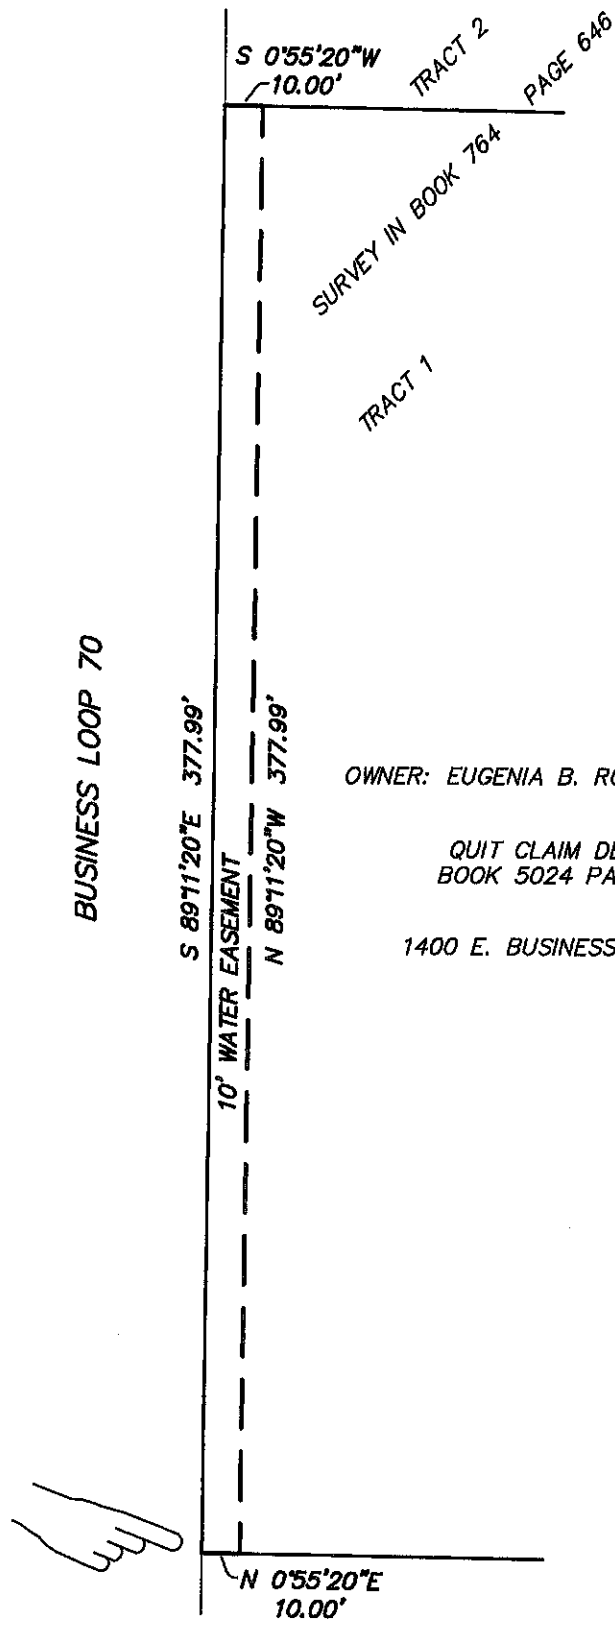 S 0°55'20"W
10.00'
TRACT 2
PAGE 646
SURVEY IN BOOK 764
TRACT 1
BUSINESS LOOP 70
S 89°11'20"E 377.99'
10' WATER EASEMENT
N 89°11'20"W 377.99'
OWNER: EUGENIA B.
QUIT CLAIM
BOOK 5024
1400 E. BUSINESS
N 0°55'20"E
10.00'